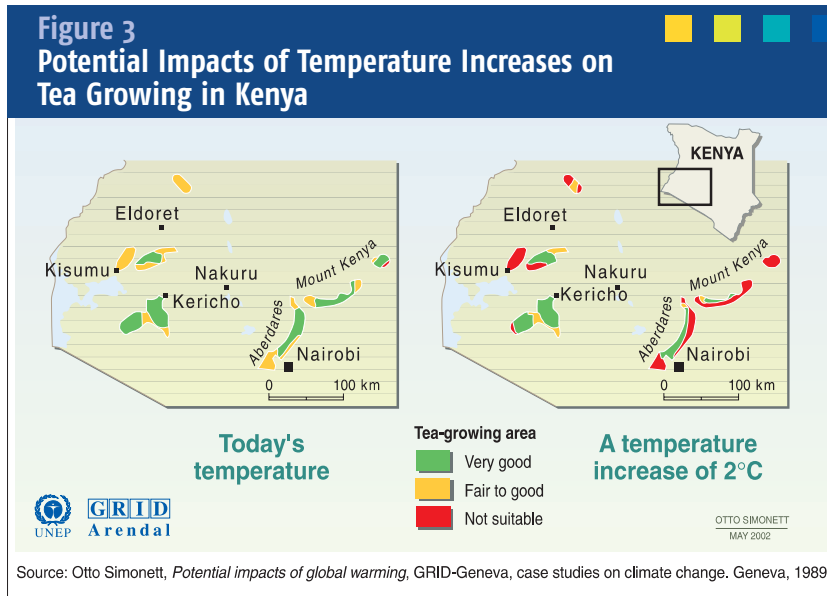 Figure 3
Potential Impacts of Temperature Increases on
Tea Growing in Kenya
Eldoret
Kisumu
Nakuru
Kericho
Mount Kenya
Aberdares
Nairobi
0 100 km
Today's
temperature
KENYA
Eldoret
Kisumu
Nakuru
Kericho
Mount Kenya
Aberdares
Nairobi
0 100 km
A temperature
increase of 2°C
Tea-growing area
Very good
Fair to good
Not suitable
UNEP
GRID
Arendal
OTTO SIMONETT
MAY 2002
Source: Otto Simonett, Potential impacts of global warming, GRID-Geneva, case studies on climate change. Geneva, 1989